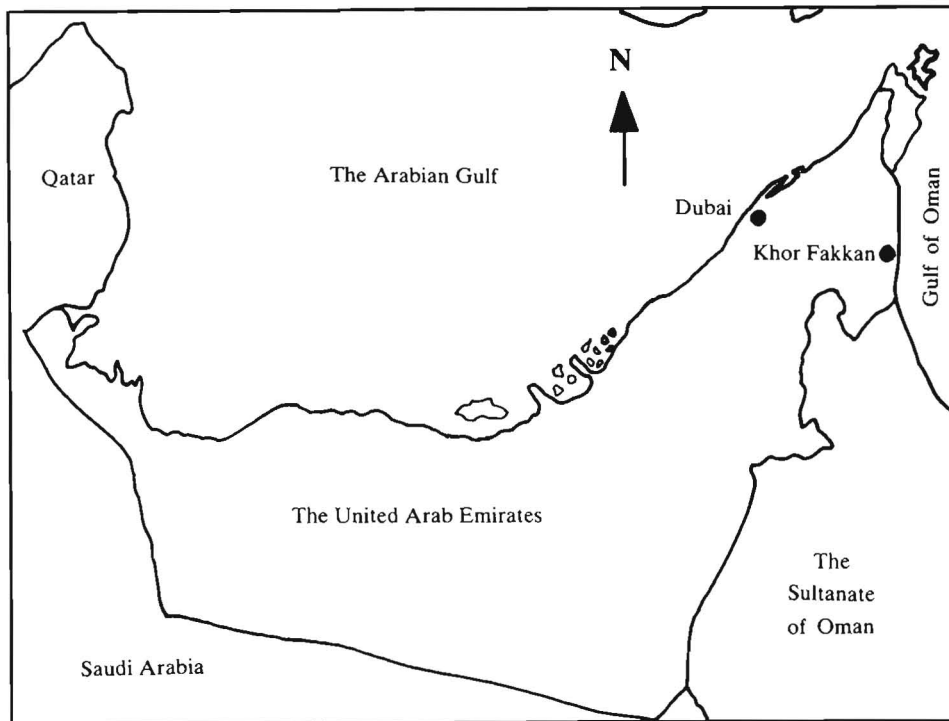 N
Qatar
The Arabian Gulf
Dubai
Khor Fakkan
Gulf of Oman
The United Arab Emirates
The
Sultanate
of Oman
Saudi Arabia